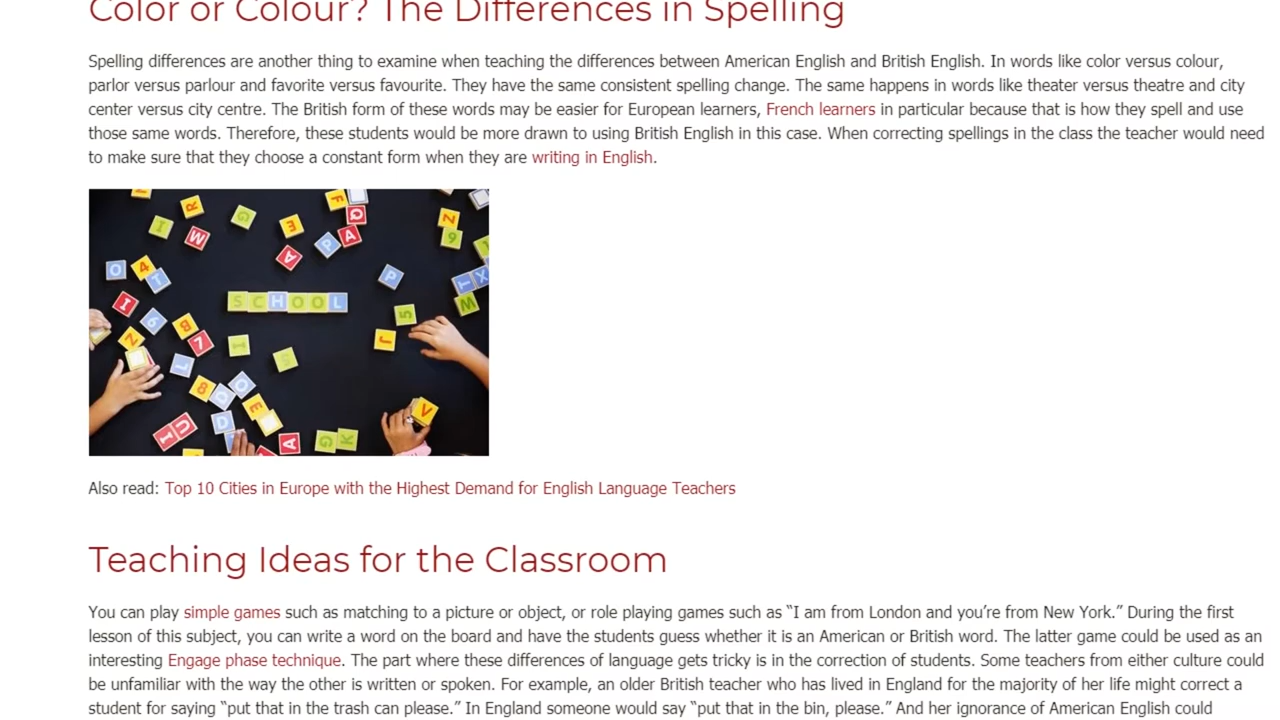 Color or Colour? The Differences in Spelling
Spelling differences are another thing to examine when teaching the differences between American English and British English. In words like color versus colour,
parlor versus parlour and favorite versus favourite. They have the same consistent spelling change. The same happens in words like theater versus theatre and city
center versus city centre. The British form of these words may be easier for European learners, French learners in particular because that is how they spell and use
those same words. Therefore, these students would be more drawn to using British English in this case. When correcting spellings in the class the teacher would need
to make sure that they choose a constant form when they are writing in English.
SCHOOL
Also read: Top 10 Cities in Europe with the Highest Demand for English Language Teachers
Teaching Ideas for the Classroom
You can play simple games such as matching to a picture or object, or role playing games such as “I am from London and you’re from New York.” During the first
lesson of this subject, you can write a word on the board and have the students guess whether it is an American or British word. The latter game could be used as an
interesting Engage phase technique. The part where these differences of language gets tricky is in the correction of students. Some teachers from either culture could
be unfamiliar with the way the other is written or spoken. For example, an older British teacher who has lived in England for the majority of her life might correct a
student for saying “put that in the trash can please.” In England someone would say “put that in the bin, please.” And her ignorance of American English could